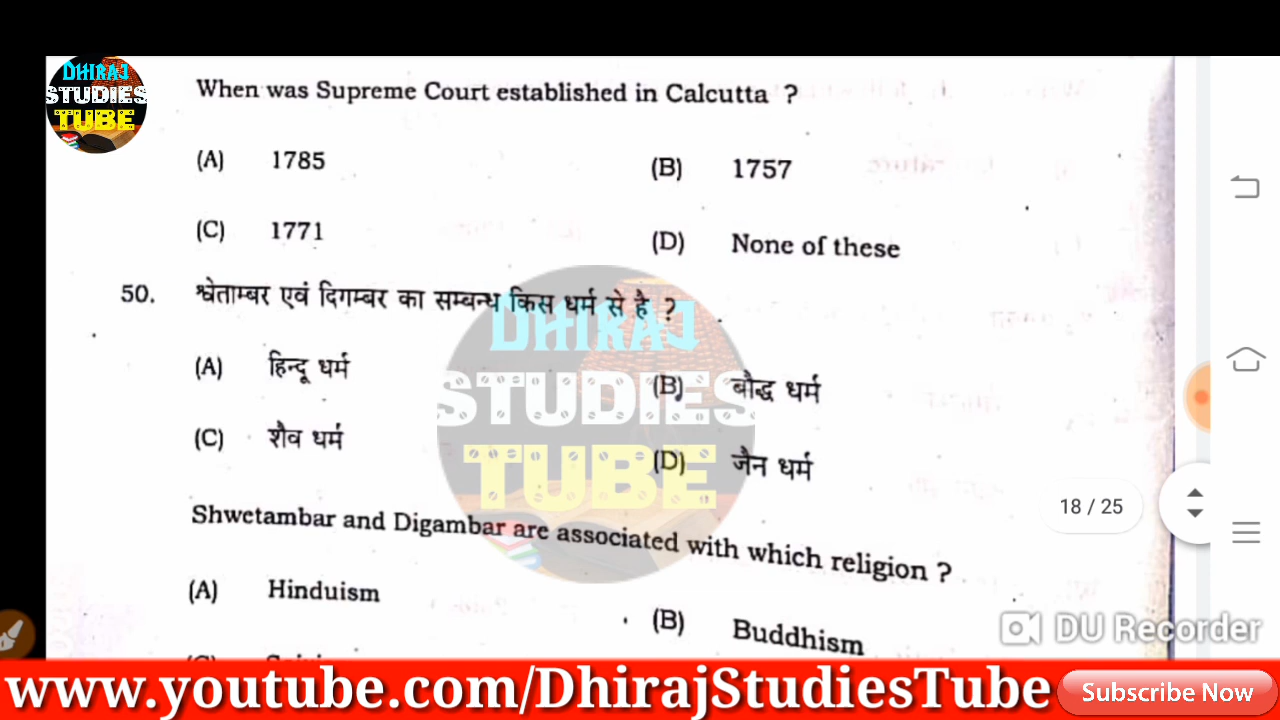 DHIRAJ
STUDIES
TUBE
When was Supreme Court established in Calcutta ?
(A) 1785 (B) 1757
(C) 1771 (D) None of these
50. श्वेताम्बर एवं दिगम्बर का सम्बन्ध किस धर्म से है ?
(A) हिन्दू धर्म (B) बौद्ध धर्म
(C) शैव धर्म (D) जैन धर्म
DHIRAJ
STUDIES
TUBE
Shwetambar and Digambar are associated with which religion ?
(A) Hinduism (B) Buddhism
18 / 25
DU Recorder
www.youtube.com/DhirajStudiesTube
Subscribe Now